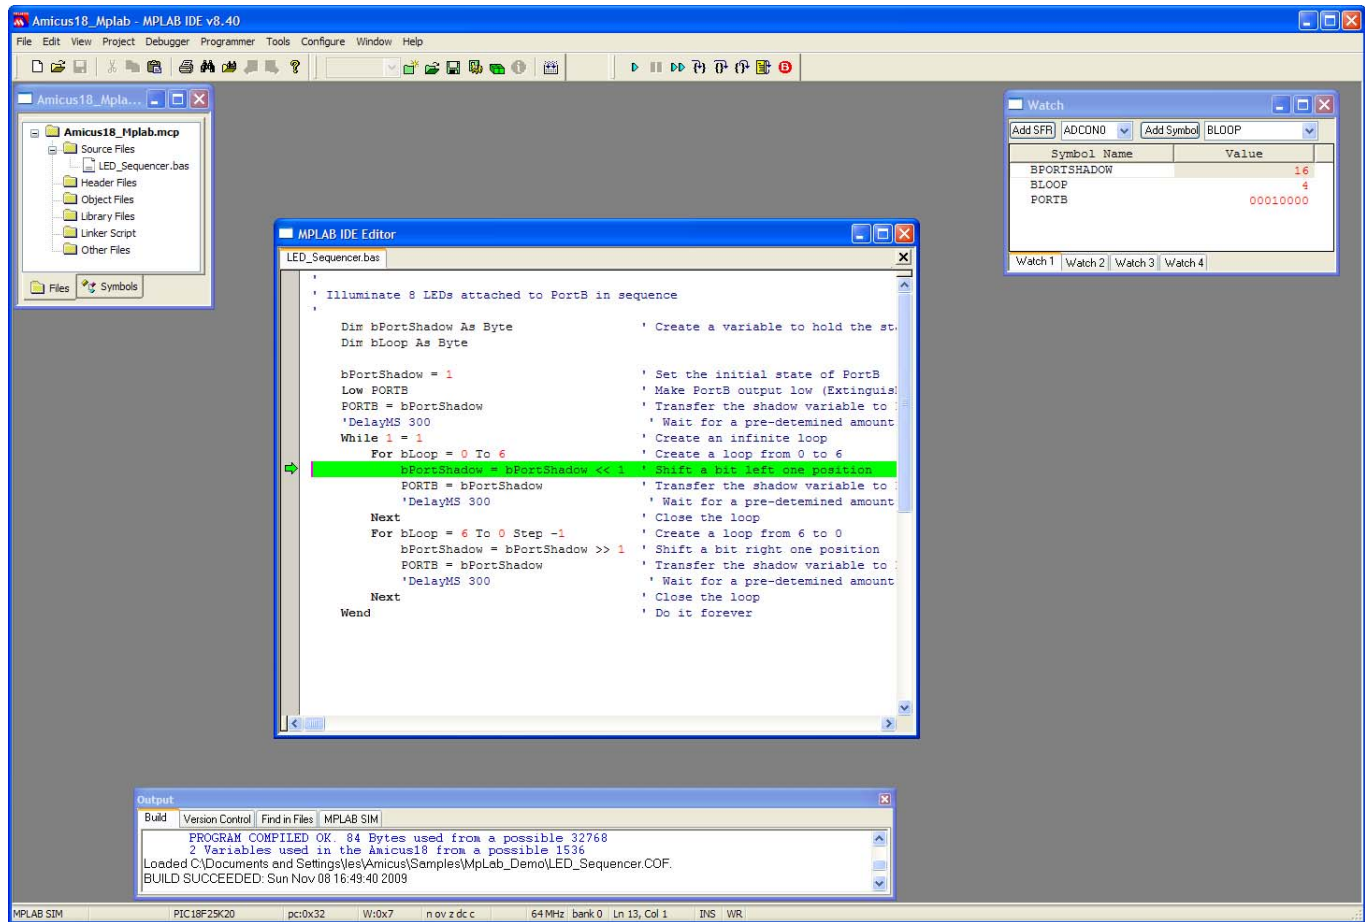 Amicus18_Mplab - MPLAB IDE v8.40
File Edit View Project Debugger Programmer Tools Configure Window Help
Amicus18_Mpla...
Amicus18_Mplab.mcp
Source Files
LED_Sequencer.bas
Header Files
Object Files
Library Files
Linker Script
Other Files
Files Symbols
Watch
Add SFR ADCON0 Add Symbol BLOOP
Symbol Name Value
BPORTSHADOW 16
BLOOP 4
PORTB 00010000
Watch 1 Watch 2 Watch 3 Watch 4
MPLAB IDE Editor
LED_Sequencer.bas
'
' Illuminate 8 LEDs attached to PortB in sequence
'
Dim bPortShadow As Byte ' Create a variable to hold the
Dim bLoop As Byte
bPortShadow = 1 ' Set the initial state of PortB
Low PORTB ' Make PortB output low
PORTB = bPortShadow ' Transfer the shadow variable to
'DelayMS 300 ' Wait for a pre-detemined amount
While 1 = 1 ' Create an infinite loop
For bLoop = 0 To 6 ' Create a loop from 0 to 6
bPortShadow = bPortShadow << 1 ' Shift a bit left one position
PORTB = bPortShadow ' Transfer the shadow variable to
'DelayMS 300 ' Wait for a pre-detemined amount
Next ' Close the loop
For bLoop = 6 To 0 Step -1 ' Create a loop from 6 to 0
bPortShadow = bPortShadow >> 1 ' Shift a bit right one position
PORTB = bPortShadow ' Transfer the shadow variable to
'DelayMS 300 ' Wait for a pre-detemined amount
Next ' Close the loop
Wend ' Do it forever
Output
Build Version Control Find in Files MPLAB SIM
PROGRAM COMPILED OK. 84 Bytes used from a possible 32768
2 Variables used in the Amicus18 from a possible 1536
Loaded C:\Documents and Settings\les\Amicus\Samples\MpLab_Demo\LED_Sequencer.COF.
BUILD SUCCEEDED: Sun Nov 08 16:49:40 2009
MPLAB SIM PIC18F25K20 pc:0x32 W:0x7 n ov z dc c 64 MHz bank 0 Ln 13, Col 1 INS WR